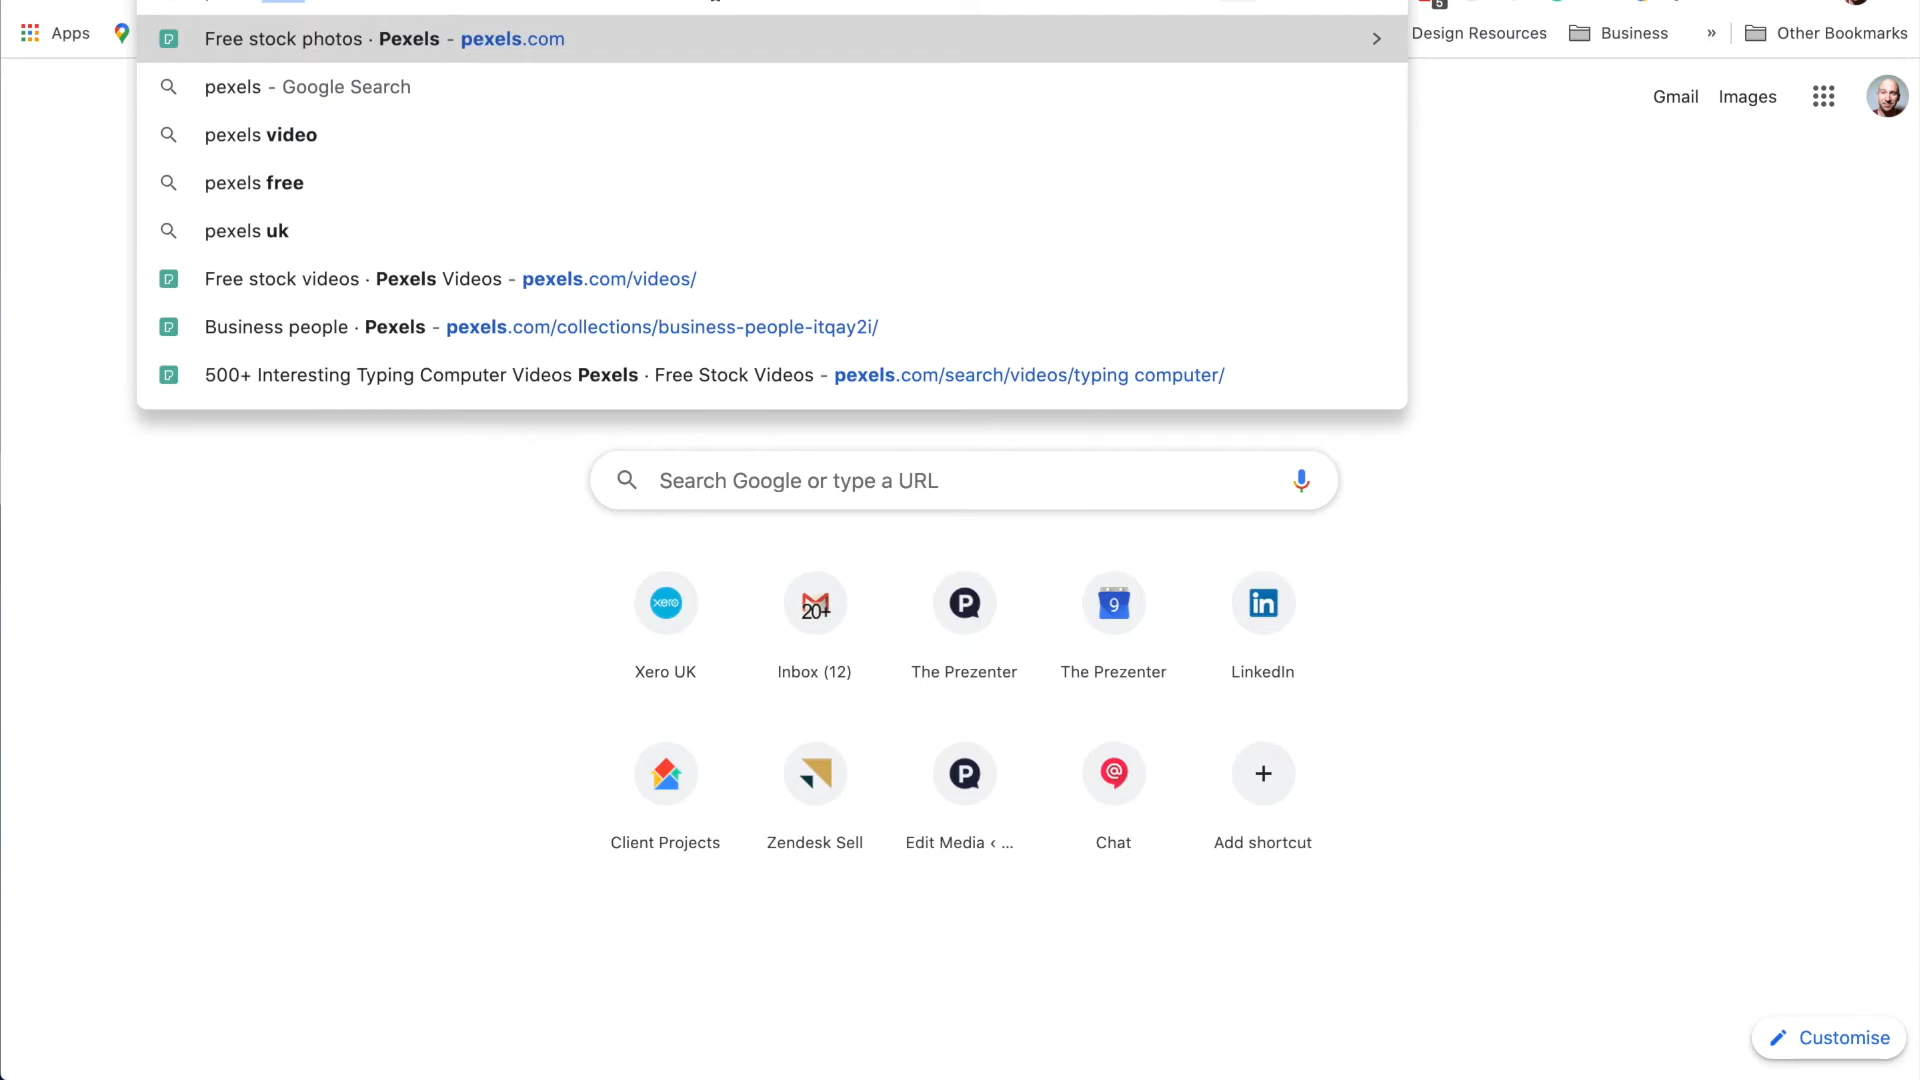 5
Apps
Design Resources
Business
»
Other Bookmarks
Free stock photos · Pexels - pexels.com
pexels - Google Search
pexels video
pexels free
pexels uk
Free stock videos · Pexels Videos - pexels.com/videos/
Business people · Pexels - pexels.com/collections/business-people-itqay2i/
500+ Interesting Typing Computer Videos Pexels · Free Stock Videos - pexels.com/search/videos/typing computer/
Gmail Images
Search Google or type a URL
xero
20+
P
9
in
Xero UK
Inbox (12)
The Prezenter
The Prezenter
LinkedIn
P
@
Client Projects
Zendesk Sell
Edit Media ‹ ...
Chat
Add shortcut
Customise